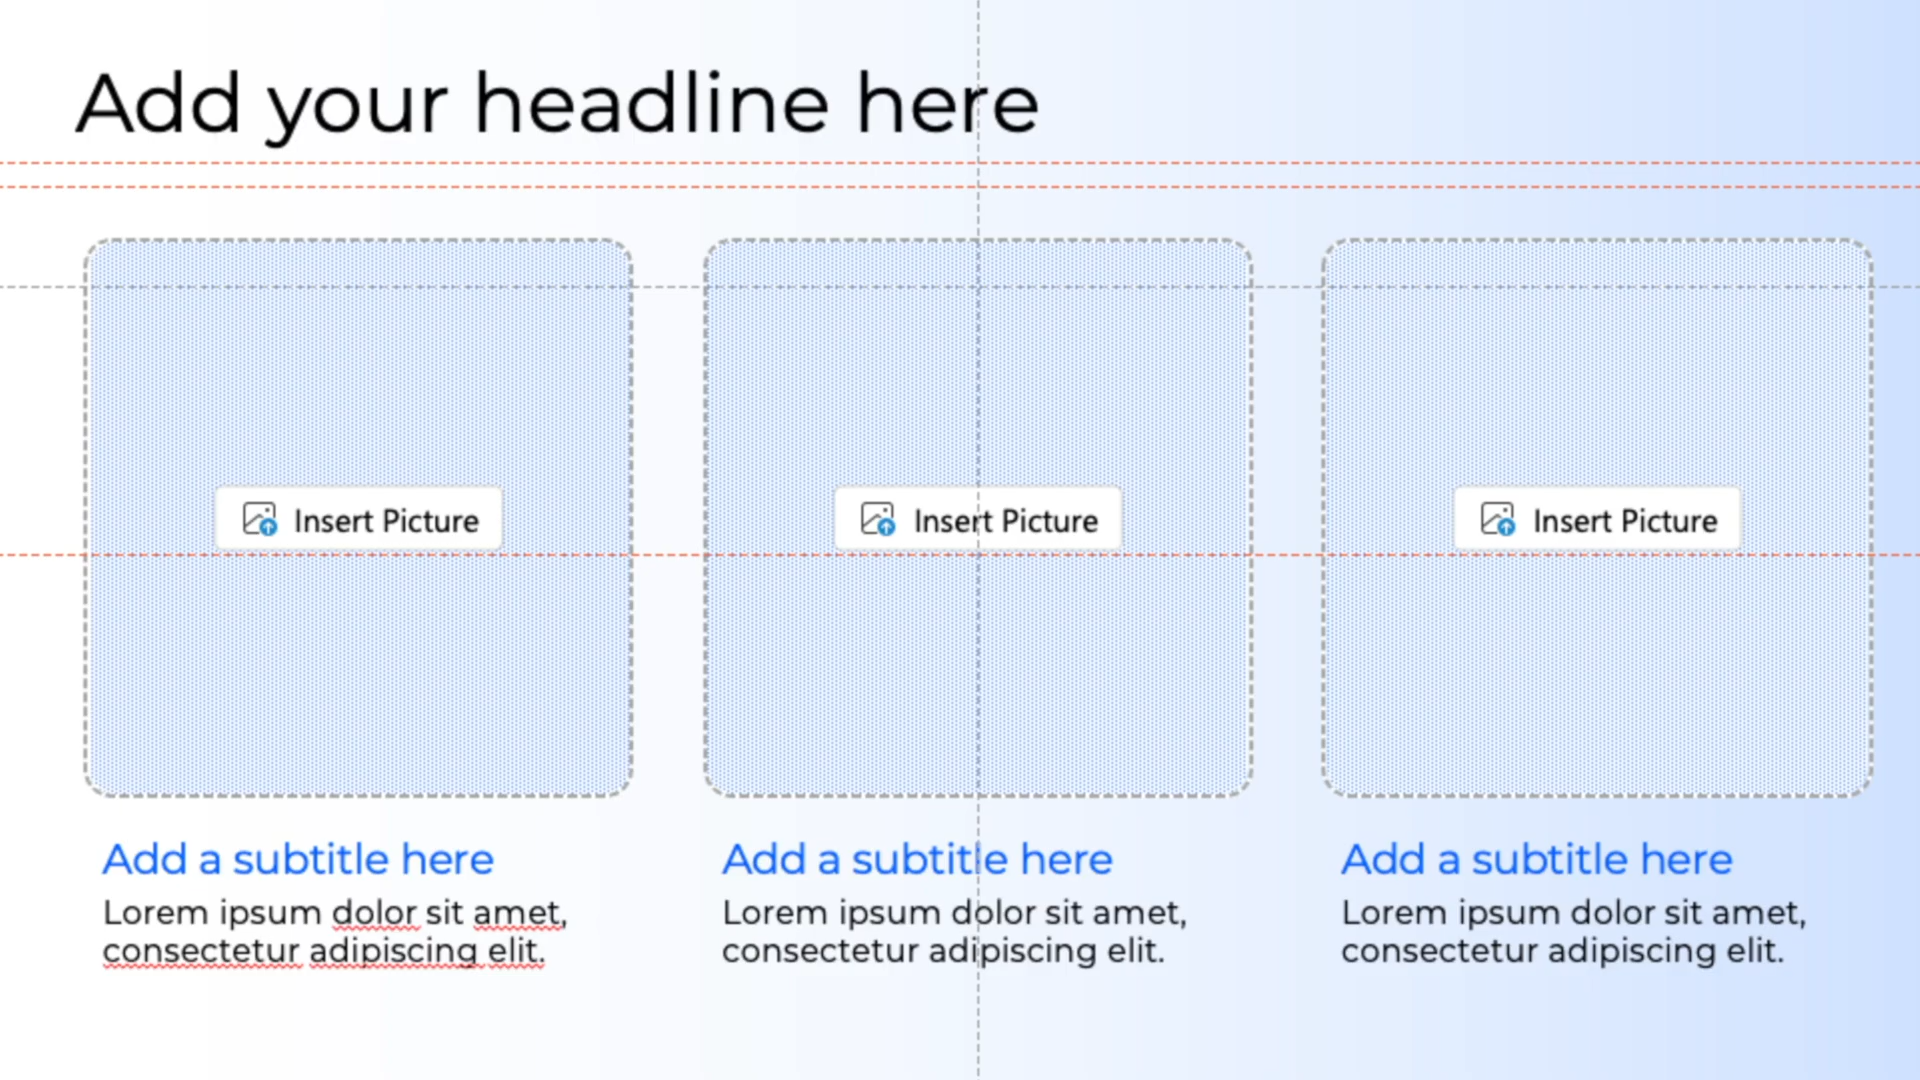 Add your headline here
Insert Picture
Insert Picture
Insert Picture
Add a subtitle here
Lorem ipsum dolor sit amet,
consectetur adipiscing elit.
Add a subtitle here
Lorem ipsum dolor sit amet,
consectetur adipiscing elit.
Add a subtitle here
Lorem ipsum dolor sit amet,
consectetur adipiscing elit.